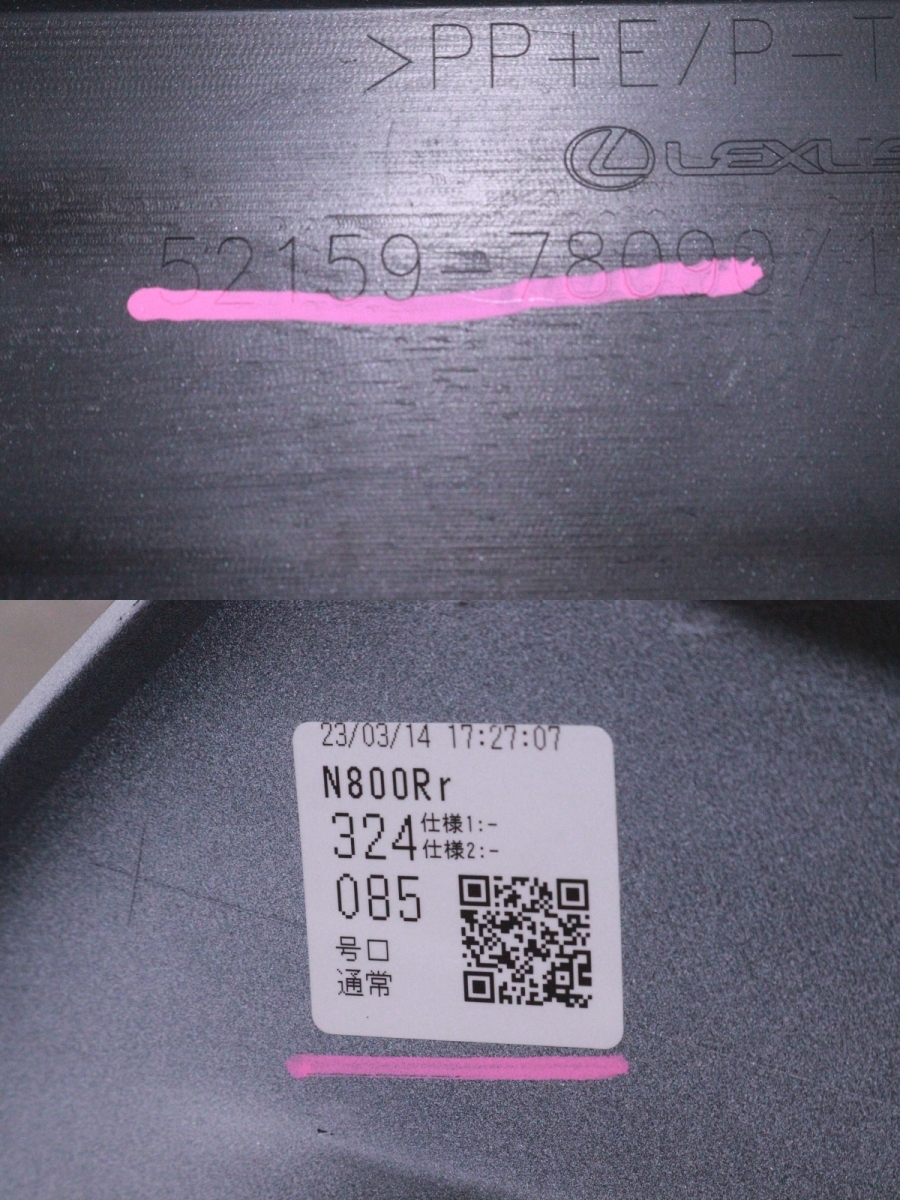 >PP+E/P-T
LEXUS
52159-78090/1
23/03/14 17:27:07
N800Rr
324
仕様1:-
仕様2:-
085
号口
通常